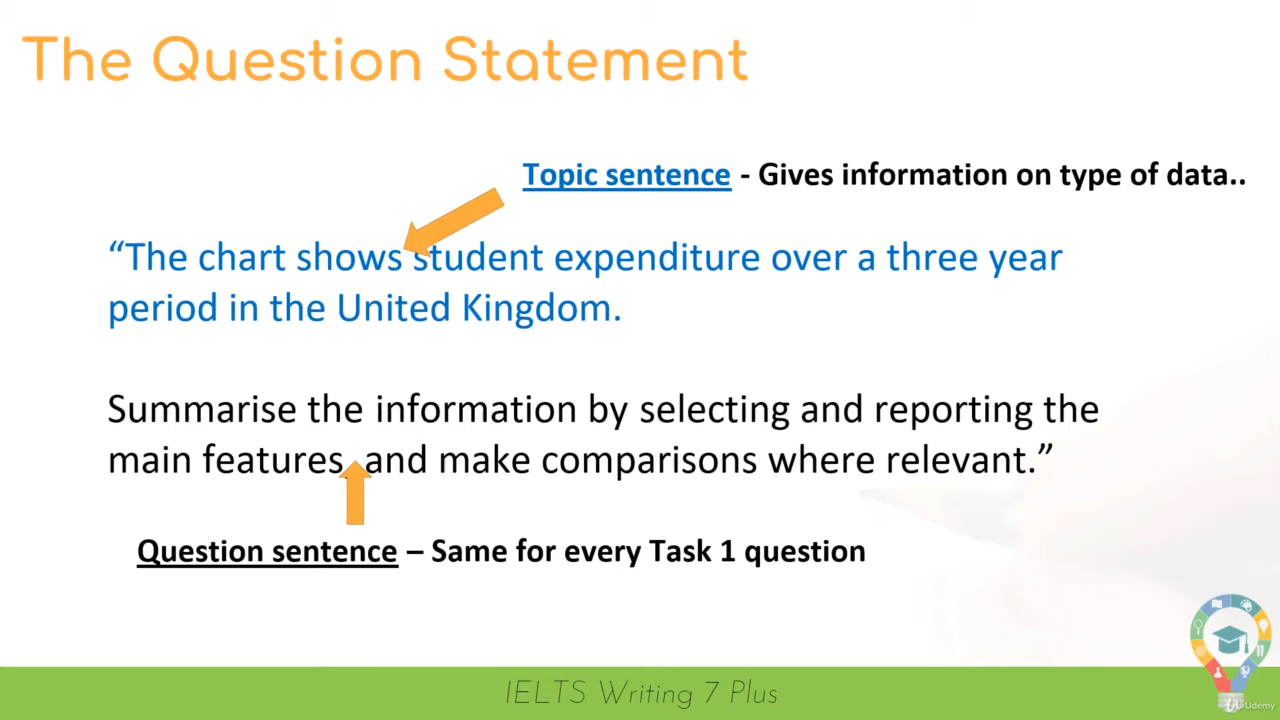 The Question Statement
Topic sentence - Gives information on type of data..
“The chart shows student expenditure over a three year
period in the United Kingdom.
Summarise the information by selecting and reporting the
main features, and make comparisons where relevant.”
Question sentence – Same for every Task 1 question
IELTS Writing 7 Plus
Udemy